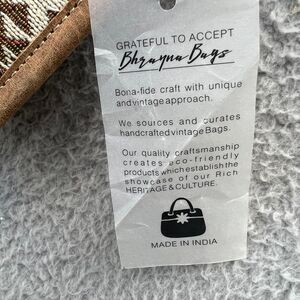 GRATEFUL TO ACCEPT
Bhrayna Bags
Bona-fide craft with unique
and vintage approach.
We sources and curates
handcrafted vintage Bags.
Our quality craftsmanship
creates eco-friendly
products which establish the
showcase of our Rich
HERITAGE & CULTURE.
MADE IN INDIA